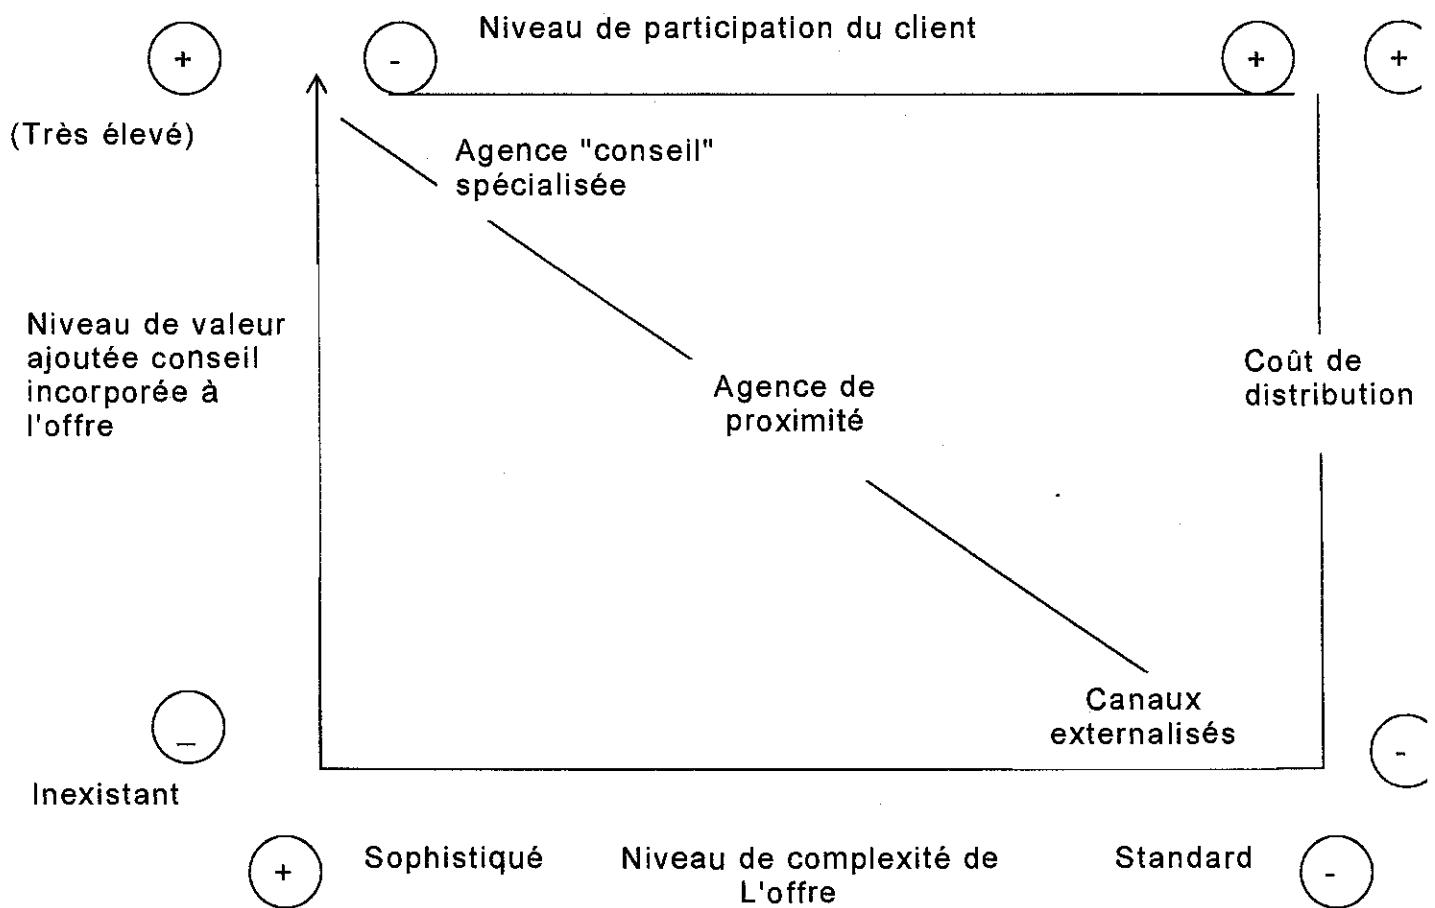 Niveau de participation du client
+
-
+
+
(Très élevé)
Agence "conseil"
spécialisée
Niveau de valeur
ajoutée conseil
incorporée à
l'offre
Agence de
proximité
Coût de
distribution
Canaux
externalisés
-
-
Inexistant
+
Sophistiqué
Niveau de complexité de
L'offre
Standard
-